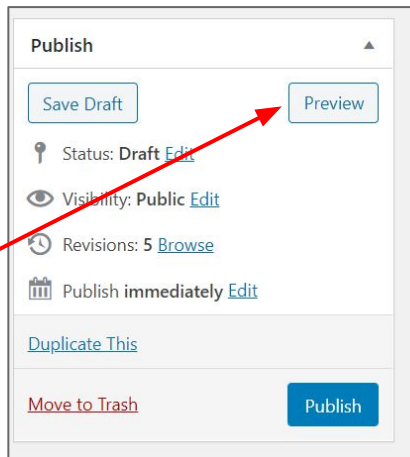 Publish
Save Draft Preview
Status: Draft Edit
Visibility: Public Edit
Revisions: 5 Browse
Publish immediately Edit
Duplicate This
Move to Trash Publish